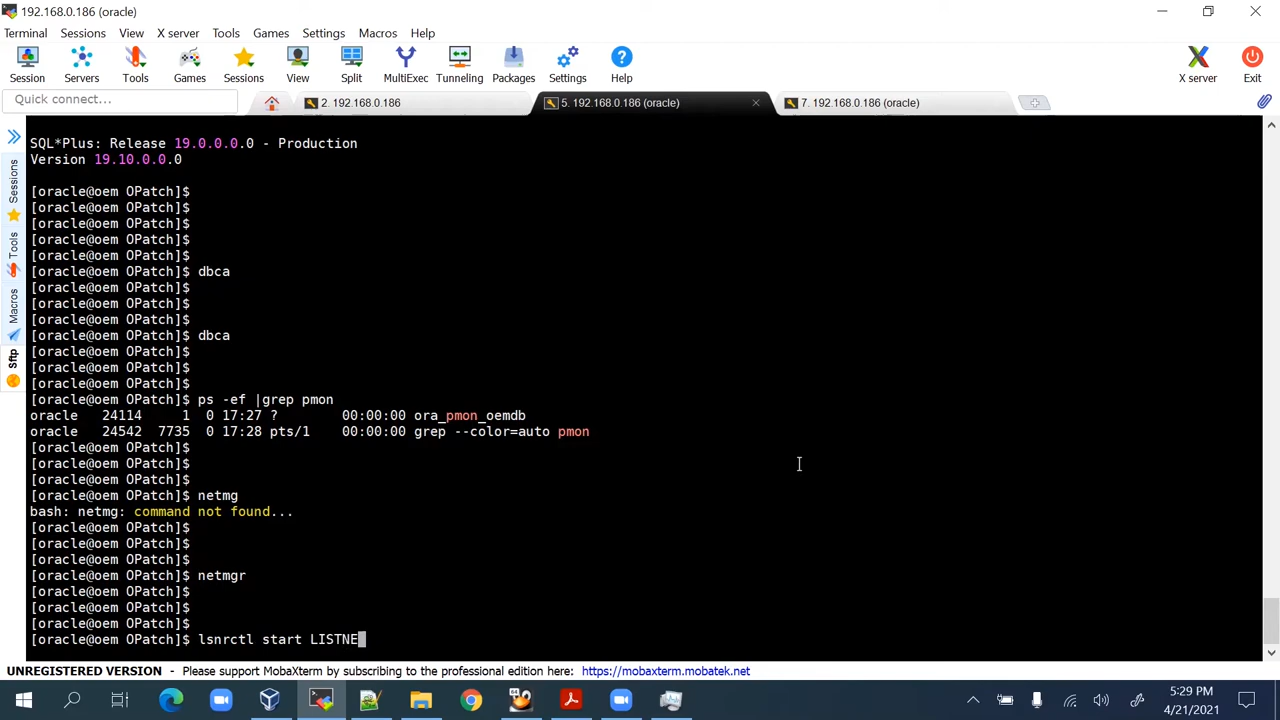 192.168.0.186 (oracle)
Terminal Sessions View X server Tools Games Settings Macros Help
Session Servers Tools Games Sessions View Split MultiExec Tunneling Packages Settings Help X server Exit
Quick connect... 2. 192.168.0.186 5. 192.168.0.186 (oracle) 7. 192.168.0.186 (oracle)
Sessions
Tools
Macros
Sftp
SQL*Plus: Release 19.0.0.0.0 - Production
Version 19.10.0.0.0
[oracle@oem OPatch]$
[oracle@oem OPatch]$
[oracle@oem OPatch]$
[oracle@oem OPatch]$
[oracle@oem OPatch]$
[oracle@oem OPatch]$ dbca
[oracle@oem OPatch]$
[oracle@oem OPatch]$
[oracle@oem OPatch]$
[oracle@oem OPatch]$ dbca
[oracle@oem OPatch]$
[oracle@oem OPatch]$
[oracle@oem OPatch]$
[oracle@oem OPatch]$ ps -ef |grep pmon
oracle 24114 1 0 17:27 ? 00:00:00 ora_pmon_oemdb
oracle 24542 7735 0 17:28 pts/1 00:00:00 grep --color=auto pmon
[oracle@oem OPatch]$
[oracle@oem OPatch]$
[oracle@oem OPatch]$
[oracle@oem OPatch]$ netmg
bash: netmg: command not found...
[oracle@oem OPatch]$
[oracle@oem OPatch]$
[oracle@oem OPatch]$
[oracle@oem OPatch]$ netmgr
[oracle@oem OPatch]$
[oracle@oem OPatch]$
[oracle@oem OPatch]$
[oracle@oem OPatch]$ lsnrctl start LISTNE
UNREGISTERED VERSION - Please support MobaXterm by subscribing to the professional edition here: https://mobaxterm.mobatek.net
5:29 PM
4/21/2021